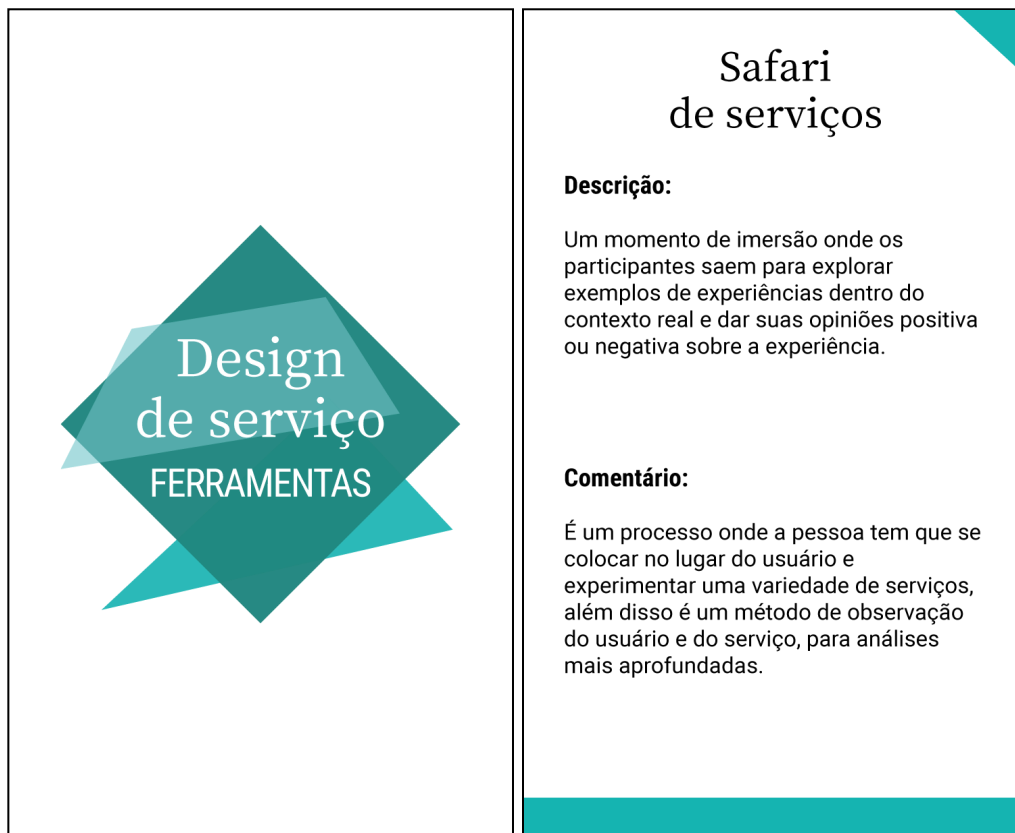 Design
de serviço
FERRAMENTAS
Safari
de serviços
Descrição:
Um momento de imersão onde os
participantes saem para explorar
exemplos de experiências dentro do
contexto real e dar suas opiniões positiva
ou negativa sobre a experiência.
Comentário:
É um processo onde a pessoa tem que se
colocar no lugar do usuário e
experimentar uma variedade de serviços,
além disso é um método de observação
do usuário e do serviço, para análises
mais aprofundadas.